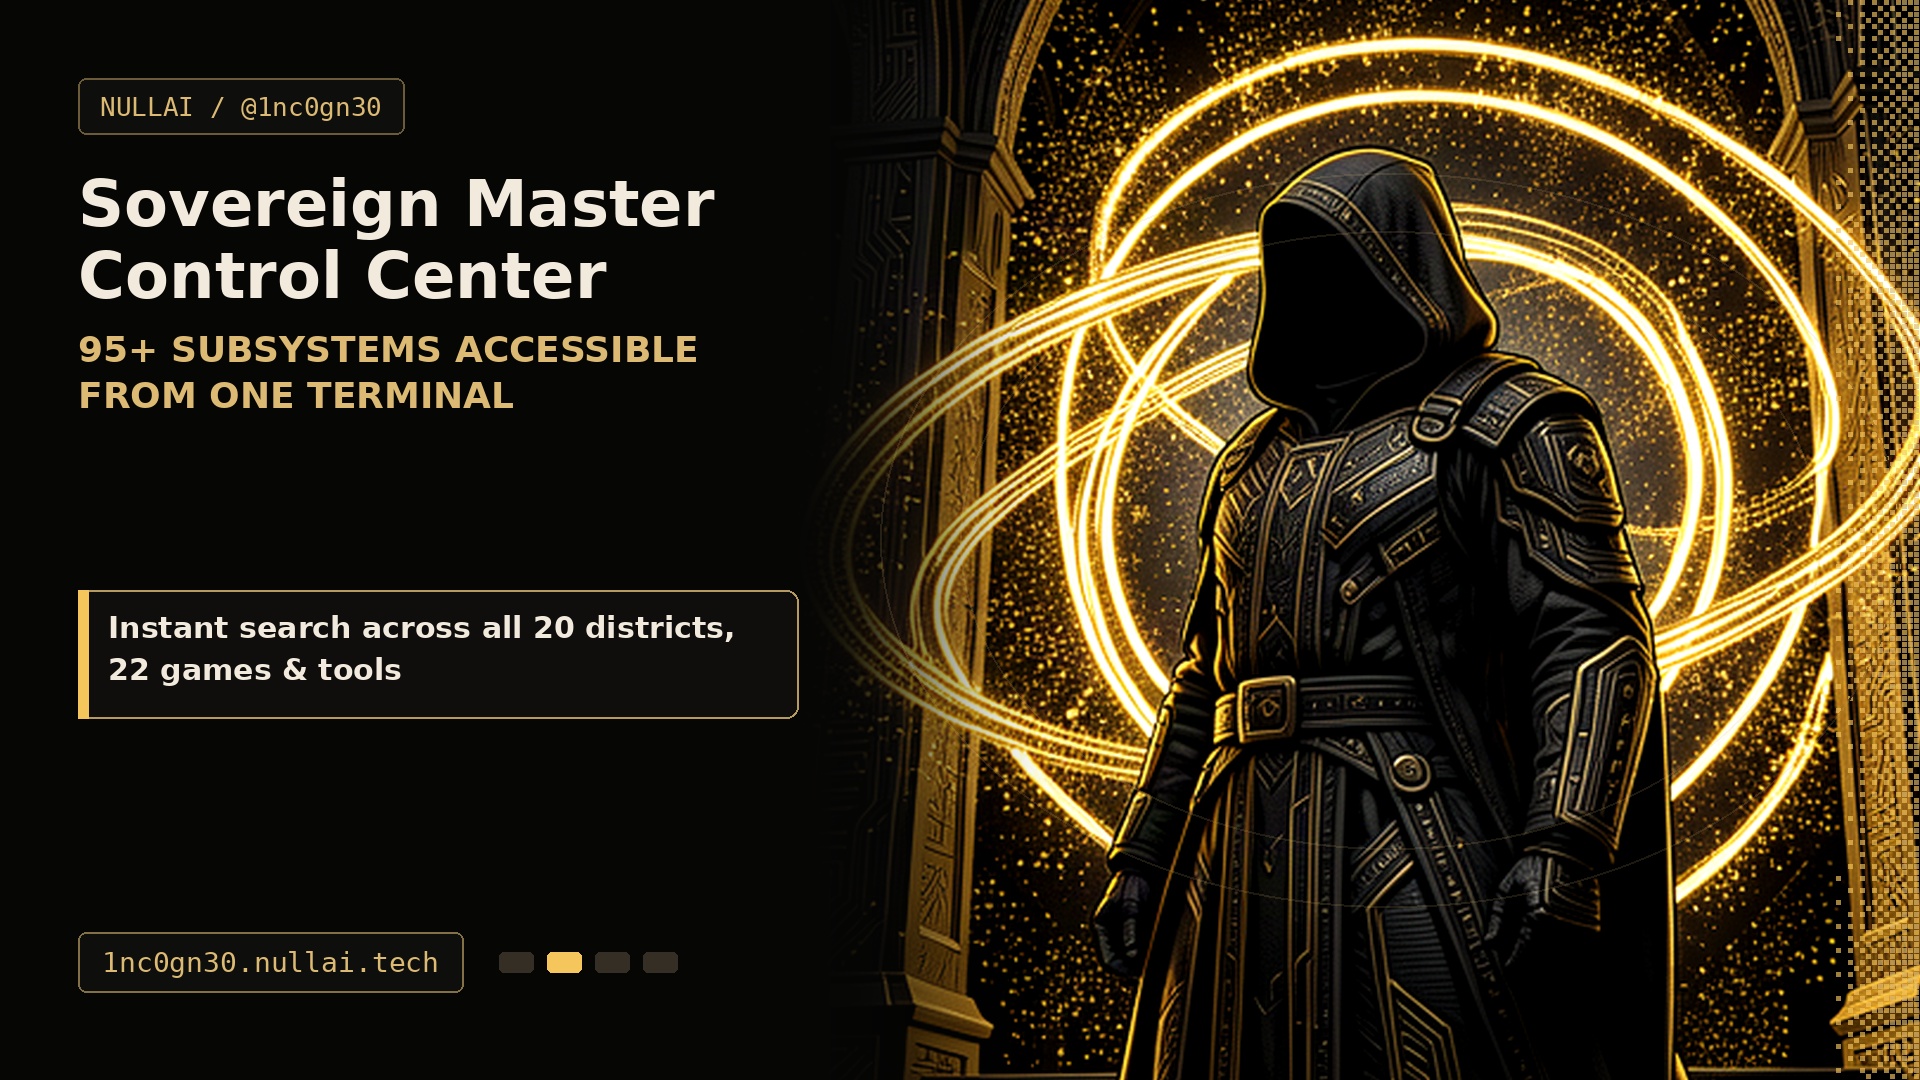 NULLAI / @1nc0gn30
Sovereign Master
Control Center
95+ SUBSYSTEMS ACCESSIBLE
FROM ONE TERMINAL
Instant search across all 20 districts,
22 games & tools
1nc0gn30.nullai.tech